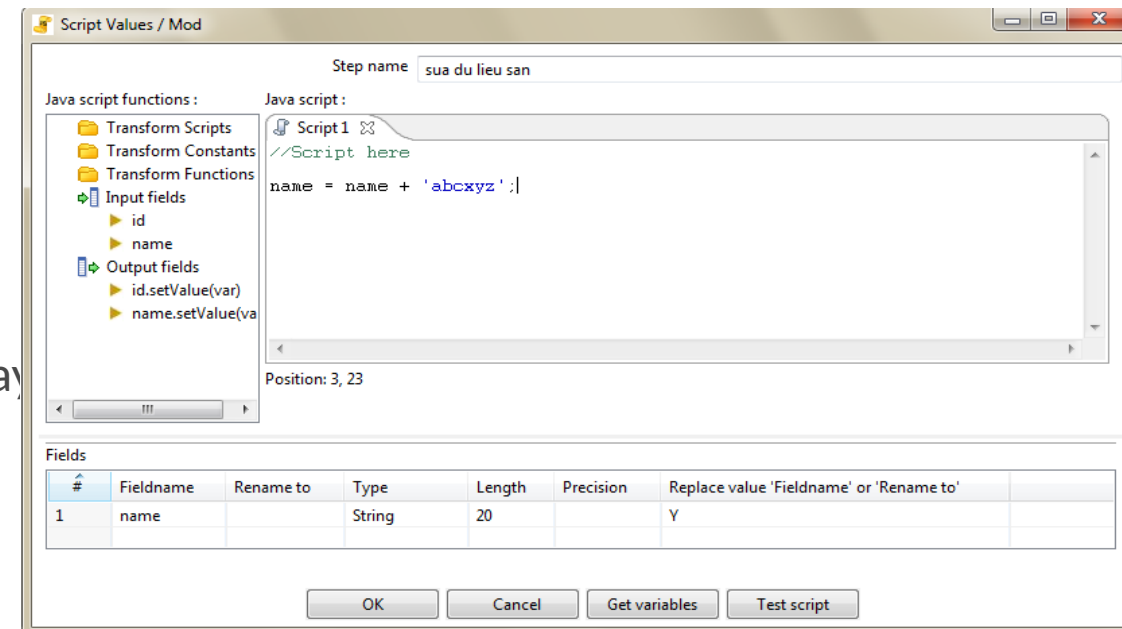 Script Values / Mod
Step name sua du lieu san
Java script functions :
Java script :
Transform Scripts
Transform Constants
Transform Functions
Input fields
id
name
Output fields
id.setValue(var)
name.setValue(va
Script 1
//Script here
name = name + 'abcxyz';
Position: 3, 23
ay
Fields
# Fieldname Rename to Type Length Precision Replace value 'Fieldname' or 'Rename to'
1 name String 20 Y
OK Cancel Get variables Test script